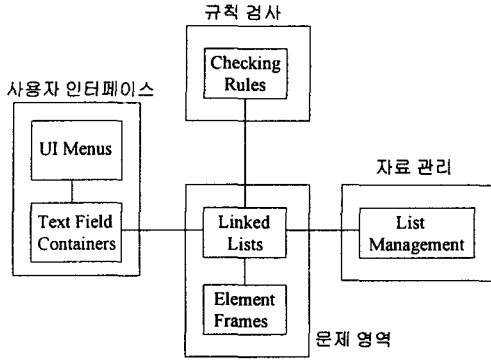 규칙 검사
Checking
Rules
사용자 인터페이스
UI Menus
Text Field
Containers
자료 관리
Linked
Lists
List
Management
Element
Frames
문제 영역